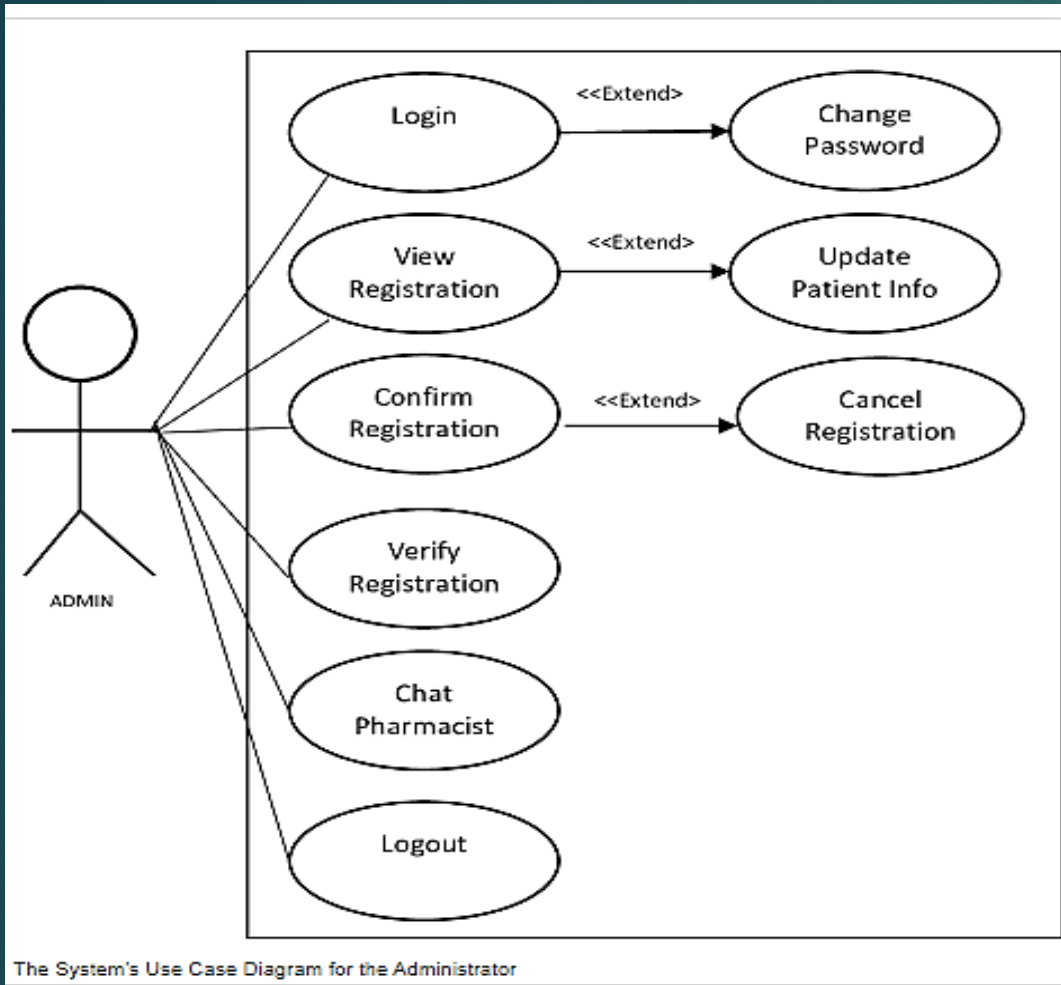 Login
<<Extend>
Change
Password
View
Registration
<<Extend>
Update
Patient Info
Confirm
Registration
<<Extend>
Cancel
Registration
Verify
Registration
ADMIN
Chat
Pharmacist
Logout
The System's Use Case Diagram for the Administrator